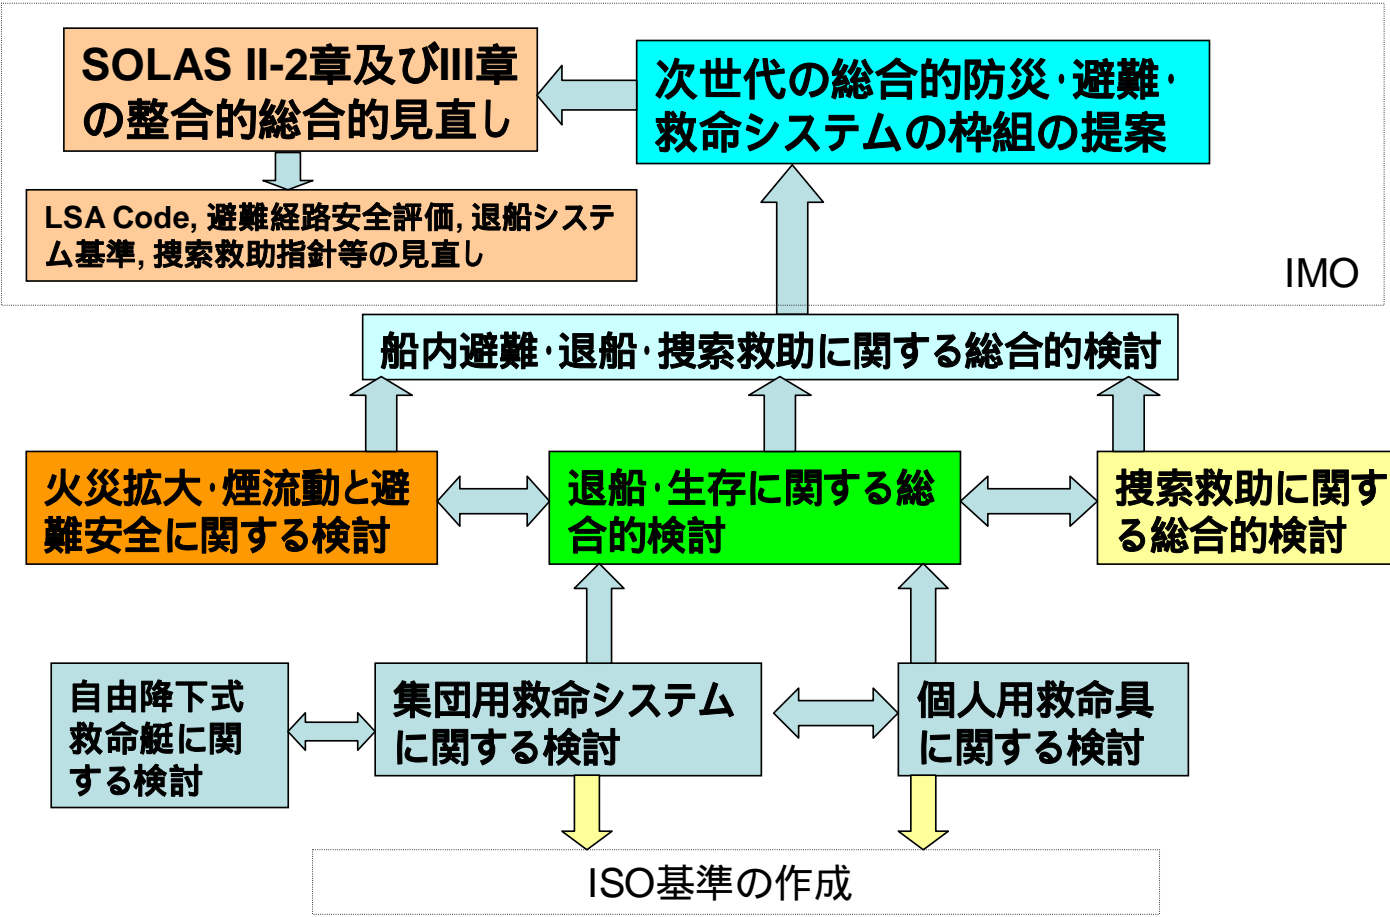 SOLAS II-2章及びIII章
の整合的総合的見直し
次世代の総合的防災・避難・
救命システムの枠組の提案
LSA Code, 避難経路安全評価, 退船システ
ム基準, 捜索救助指針等の見直し
IMO
船内避難・退船・捜索救助に関する総合的検討
火災拡大・煙流動と避
難安全に関する検討
退船・生存に関する総
合的検討
捜索救助に関す
る総合的検討
自由降下式
救命艇に関
する検討
集団用救命システム
に関する検討
個人用救命具
に関する検討
ISO基準の作成